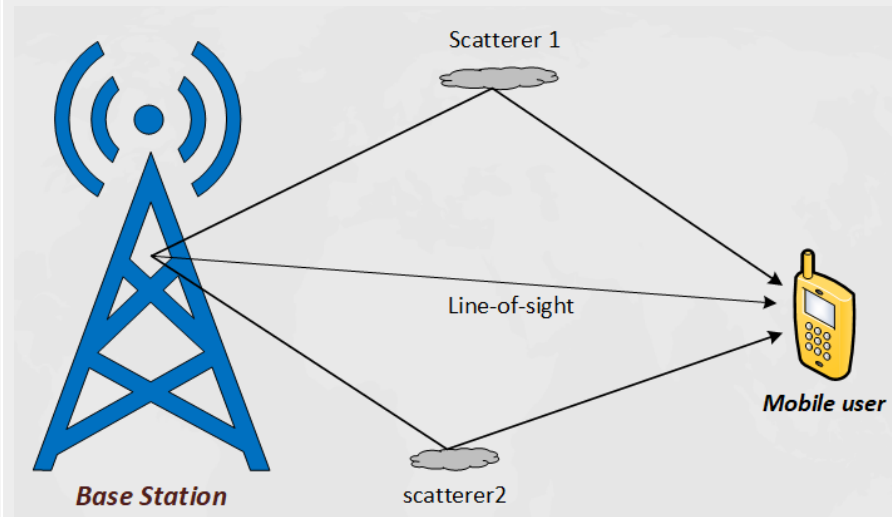 Scatterer 1
Line-of-sight
Mobile user
scatterer2
Base Station